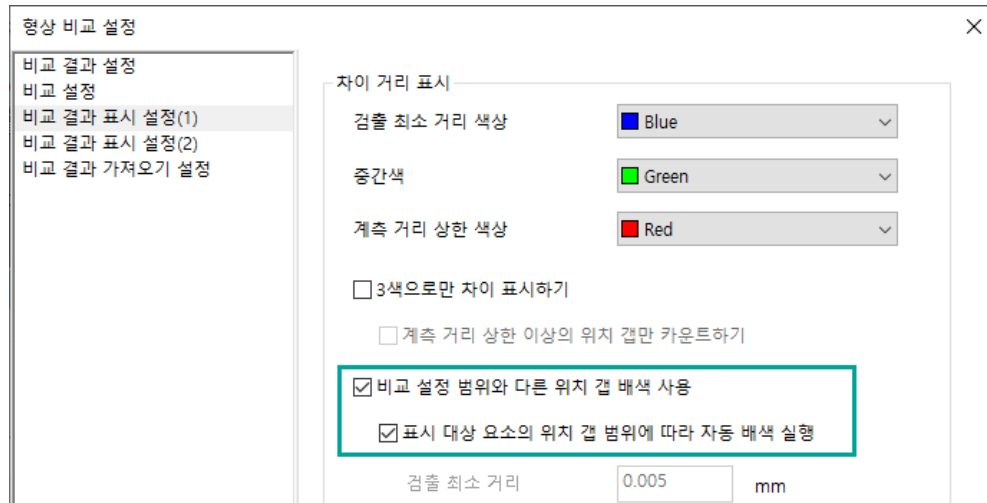 형상 비교 설정
비교 결과 설정
비교 설정
비교 결과 표시 설정(1)
비교 결과 표시 설정(2)
비교 결과 가져오기 설정
차이 거리 표시
검출 최소 거리 색상 Blue
중간색 Green
계측 거리 상한 색상 Red
3색으로만 차이 표시하기
계측 거리 상한 이상의 위치 갭만 카운트하기
비교 설정 범위와 다른 위치 갭 배색 사용
표시 대상 요소의 위치 갭 범위에 따라 자동 배색 실행
검출 최소 거리 0.005 mm